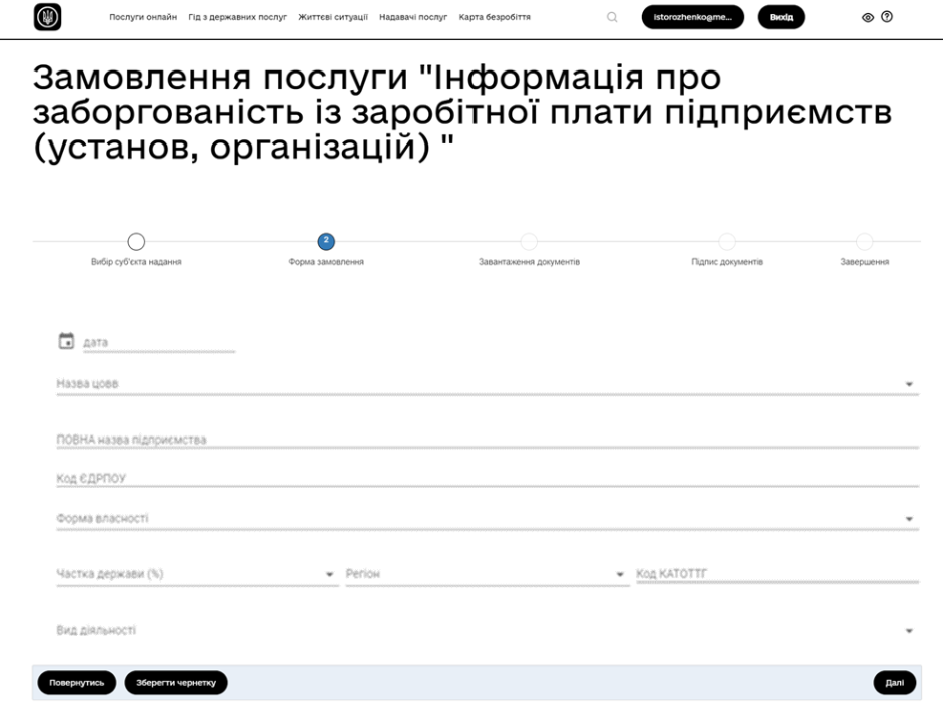 Послуги онлайн Гід з державних послуг Життєві ситуації Надавачі послуг Карта безробіття istorozhenko@me... Вихід
Замовлення послуги "Інформація про
заборгованість із заробітної плати підприємств
(установ, організацій) "
2
Вибір суб'єкта надання Форма замовлення Завантаження документів Підпис документів Завершення
дата
Назва цовв
ПОВНА назва підприємства
Код ЄДРПОУ
Форма власності
Частка держави (%) Регіон Код КАТОТТГ
Вид діяльності
Повернутись Зберегти чернетку Далі